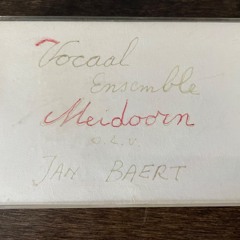 Vocaal
Ensemble
Meidoorn
o.l.v
JAN BAERT